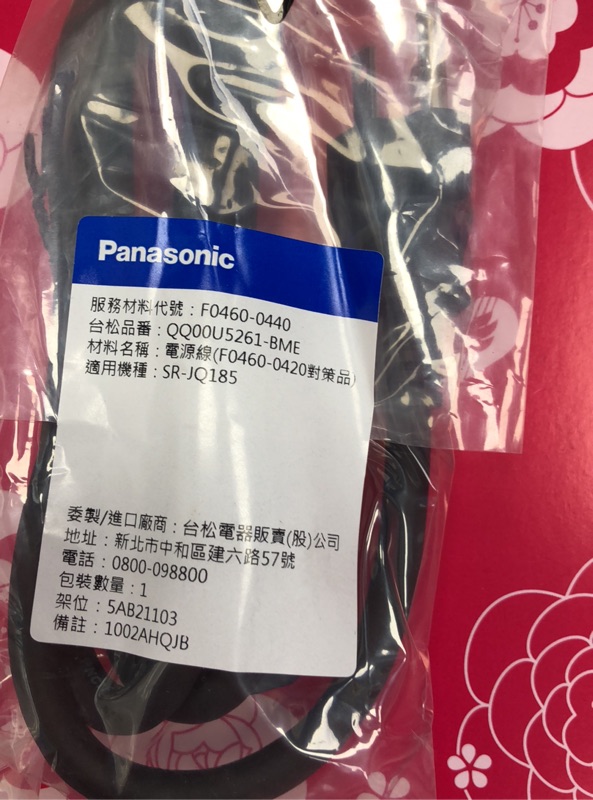 Panasonic
服務材料代號：F0460-0440
台松品番：QQ00U5261-BME
材料名稱：電源線(F0460-0420對策品)
適用機種：SR-JQ185
委製/進口廠商：台松電器販賣(股)公司
地址：新北市中和區建六路57號
電話：0800-098800
包裝數量：1
架位：5AB21103
備註：1002AHQJB